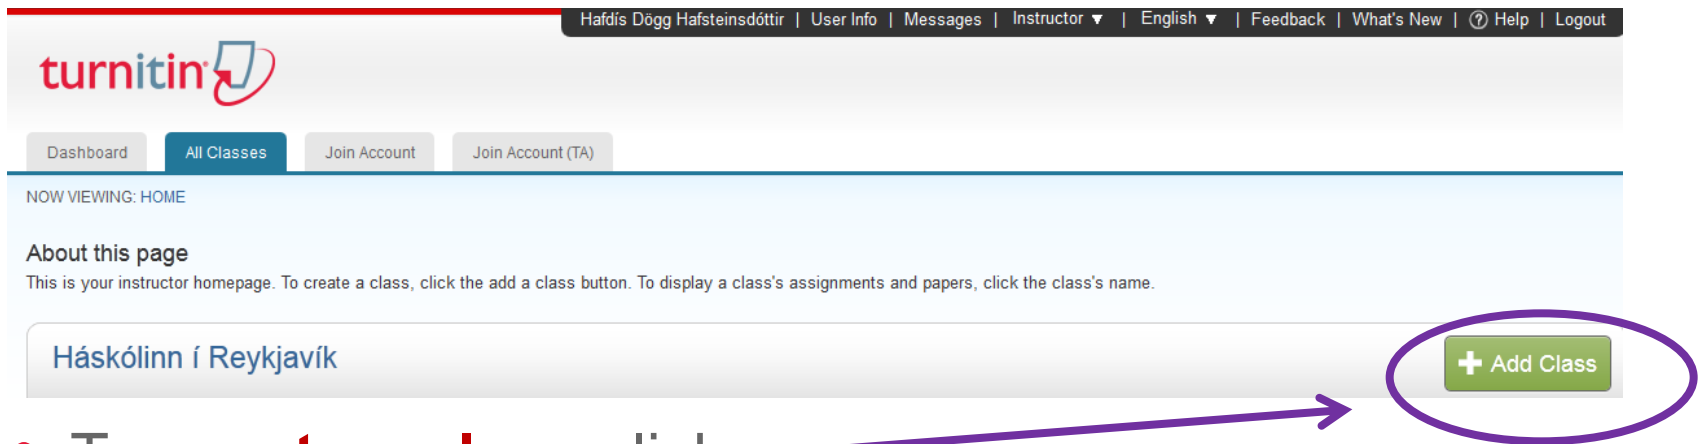 Hafdís Dögg Hafsteinsdóttir | User Info | Messages | Instructor ▼ | English ▼ | Feedback | What's New | ? Help | Logout
turnitin
Dashboard All Classes Join Account Join Account (TA)
NOW VIEWING: HOME
About this page
This is your instructor homepage. To create a class, click the add a class button. To display a class's assignments and papers, click the class's name.
Háskólinn í Reykjavík
+ Add Class